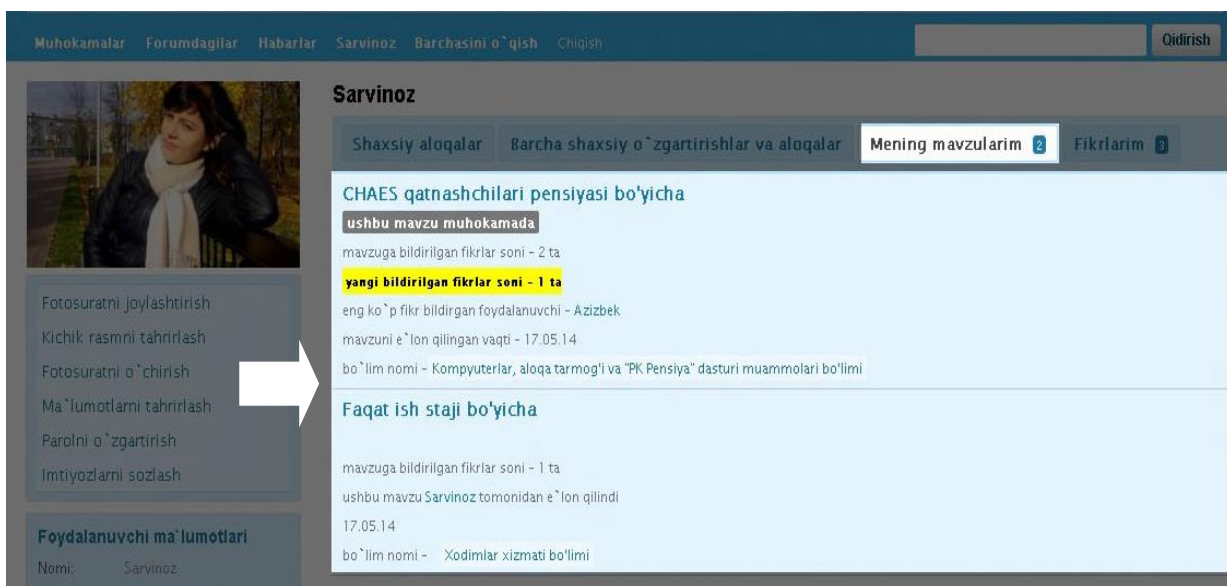 Muhokamalar Forumdagilar Habarlar Sarvinoz Barchasini o`qish Chiqish Qidirish
Sarvinoz
Shaxsiy aloqalar Barcha shaxsiy o`zgartirishlar va aloqalar Mening mavzularim 2 Fikrlarim 3
CHAES qatnashchilari pensiyasi bo'yicha
ushbu mavzu muhokamada
mavzuga bildirilgan fikrlar soni - 2 ta
yangi bildirilgan fikrlar soni - 1 ta
eng ko`p fikr bildirgan foydalanuvchi - Azizbek
mavzuni e`lon qilingan vaqti - 17.05.14
bo`lim nomi - Kompyuterlar, aloqa tarmog'i va "PK Pensiya" dasturi muammolari bo'limi
Faqat ish staji bo'yicha
mavzuga bildirilgan fikrlar soni - 1 ta
ushbu mavzu Sarvinoz tomonidan e`lon qilindi
17.05.14
bo`lim nomi - Xodimlar xizmati bo'limi
Fotosuratni joylashtirish
Kichik rasmni tahrirlash
Fotosuratni o`chirish
Ma`lumotlarni tahrirlash
Parolni o`zgartirish
Imtiyozlarni sozlash
Foydalanuvchi ma`lumotlari
Nomi: Sarvinoz